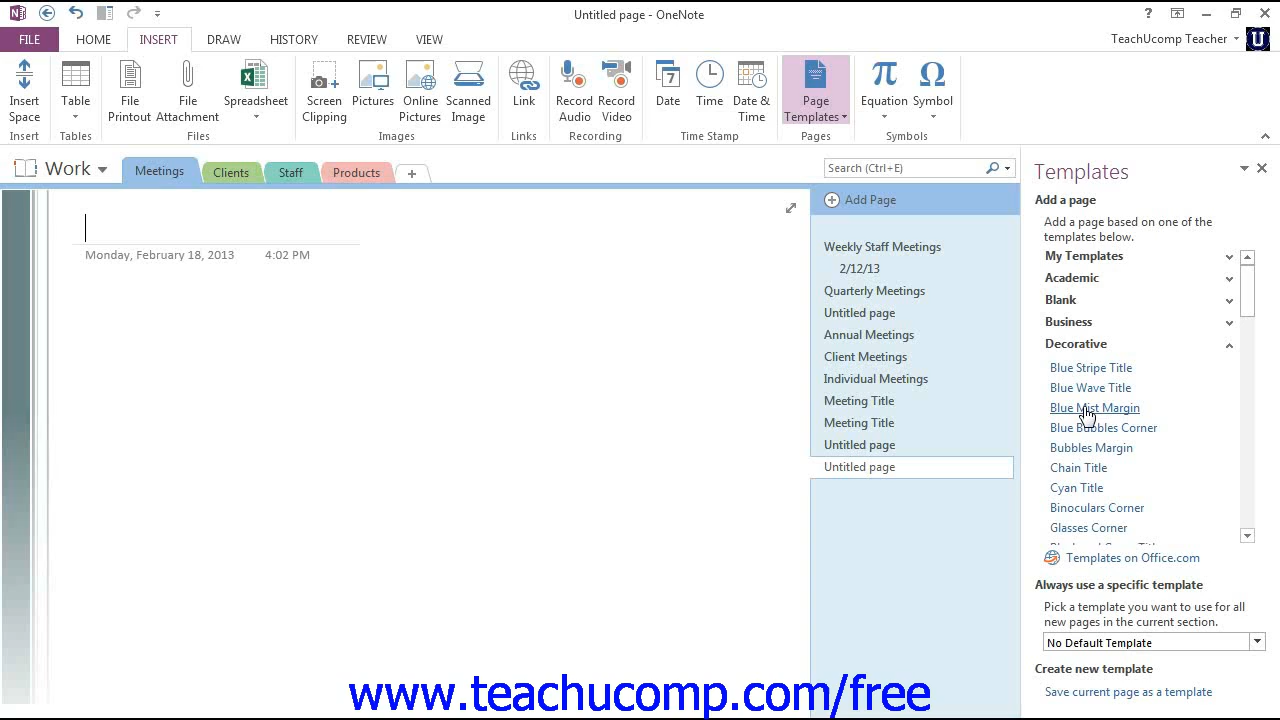 Untitled page - OneNote
FILE HOME INSERT DRAW HISTORY REVIEW VIEW
TeachUcomp Teacher
Insert Space
Table
File Printout
File Attachment
Spreadsheet
Screen Clipping
Pictures
Online Pictures
Scanned Image
Link
Record Audio
Record Video
Date
Time
Date & Time
Page Templates
Equation
Symbol
Insert Tables Files Images Links Recording Time Stamp Pages Symbols
Work
Meetings
Clients
Staff
Products
Search (Ctrl+E)
Monday, February 18, 2013 4:02 PM
Add Page
Weekly Staff Meetings
2/12/13
Quarterly Meetings
Untitled page
Annual Meetings
Client Meetings
Individual Meetings
Meeting Title
Meeting Title
Untitled page
Untitled page
Templates
Add a page
Add a page based on one of the
templates below.
My Templates
Academic
Blank
Business
Decorative
Blue Stripe Title
Blue Wave Title
Blue Mist Margin
Blue Bubbles Corner
Bubbles Margin
Chain Title
Cyan Title
Binoculars Corner
Glasses Corner
Templates on Office.com
Always use a specific template
Pick a template you want to use for all
new pages in the current section.
No Default Template
Create new template
Save current page as a template
www.teachucomp.com/free